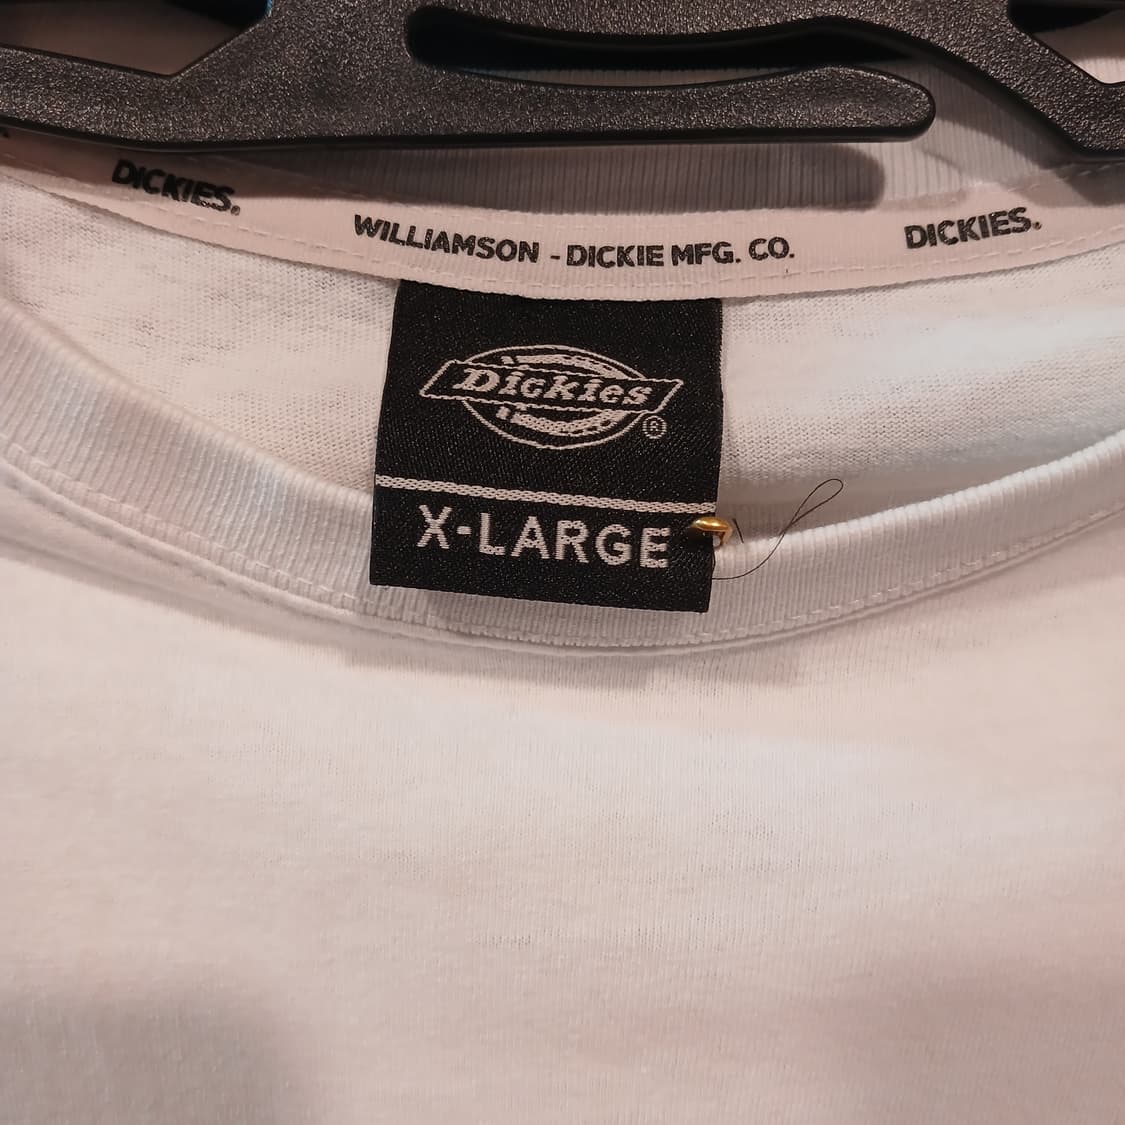 DICKIES.
WILLIAMSON - DICKIE MFG. CO.
DICKIES.
Dickies®
X-LARGE